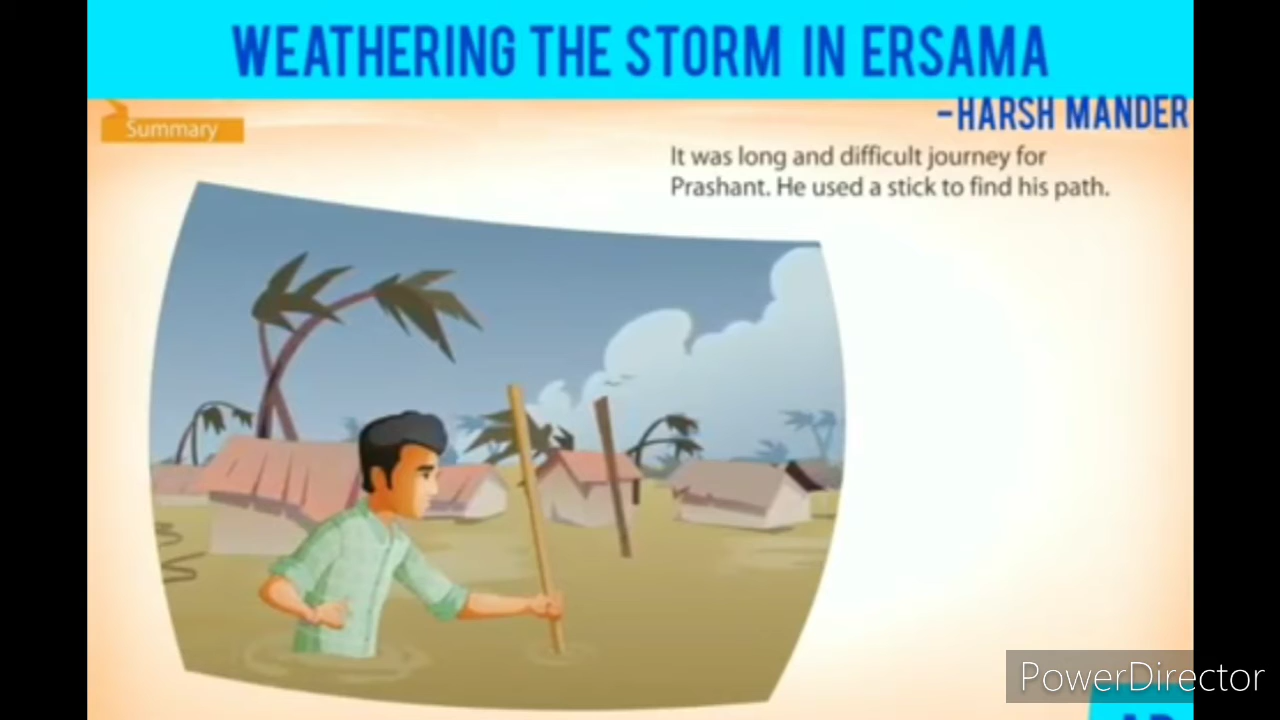 WEATHERING THE STORM IN ERSAMA
-HARSH MANDER
Summary
It was long and difficult journey for
Prashant. He used a stick to find his path.
PowerDirector